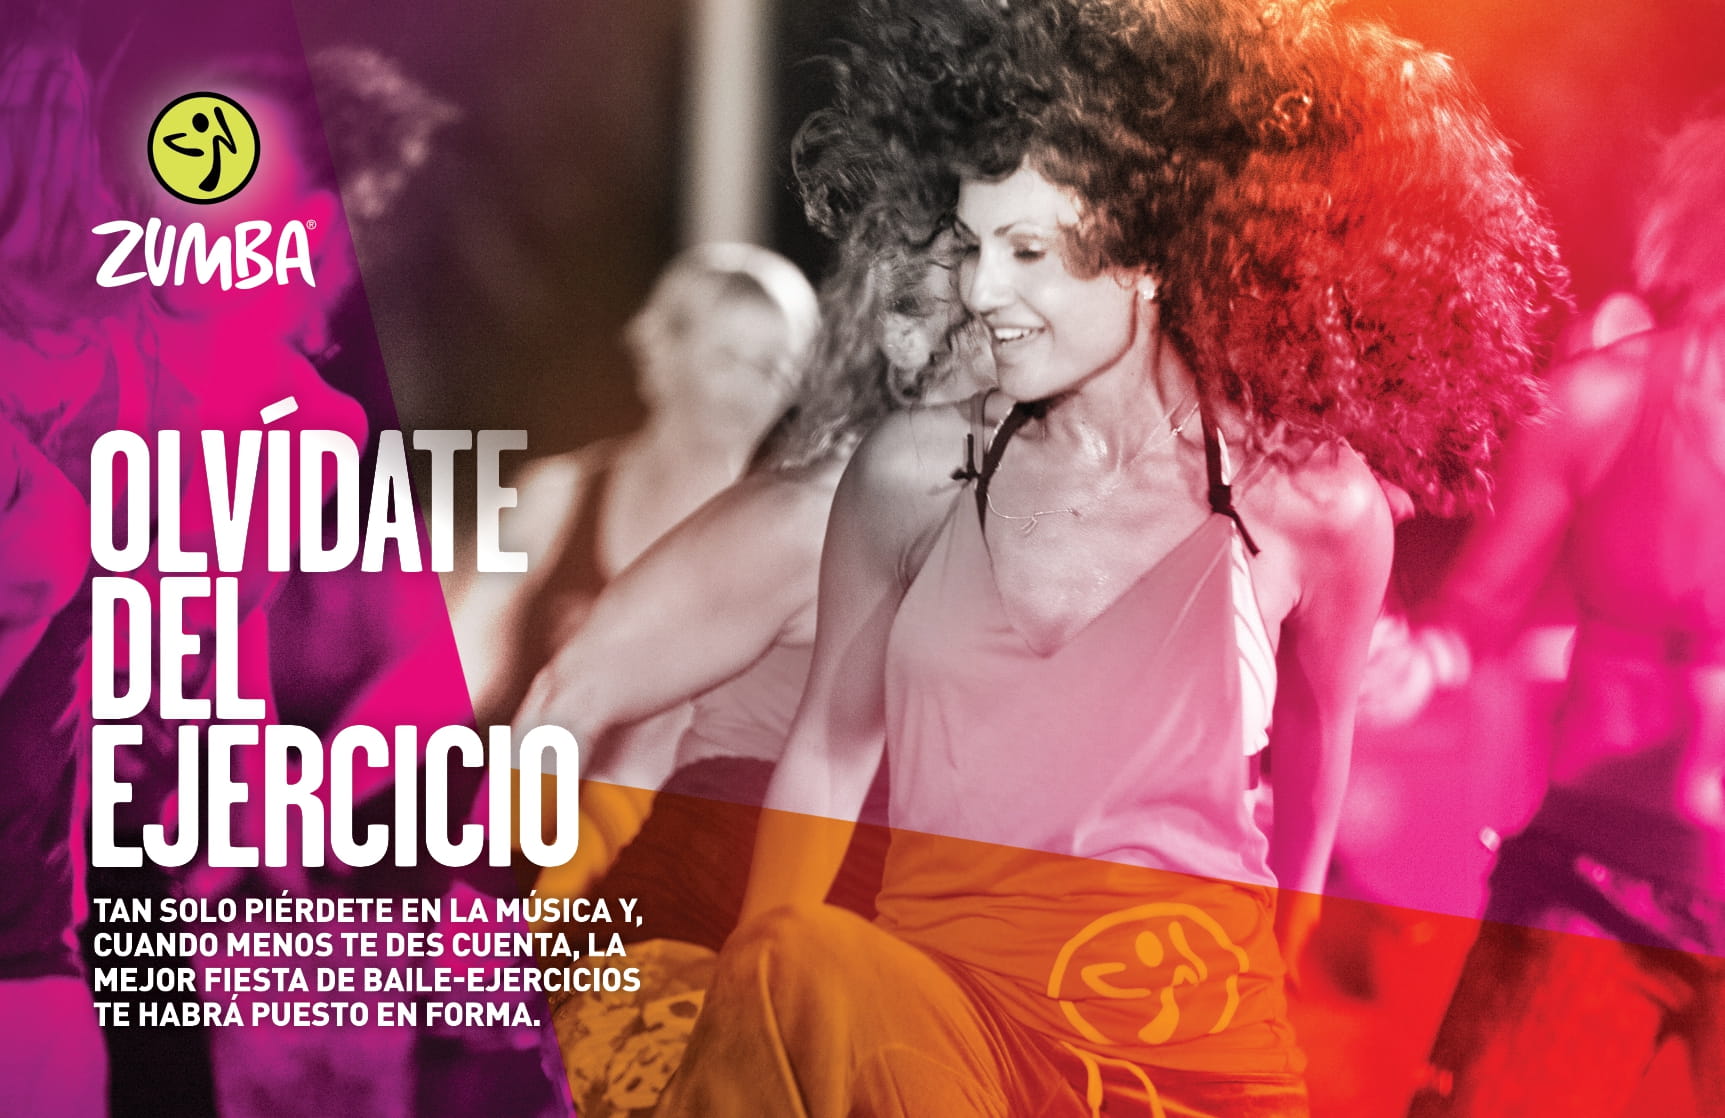 ZUMBA®
OLVÍDATE
DEL
EJERCICIO
TAN SOLO PIÉRDETE EN LA MÚSICA Y,
CUANDO MENOS TE DES CUENTA, LA
MEJOR FIESTA DE BAILE-EJERCICIOS
TE HABRÁ PUESTO EN FORMA.